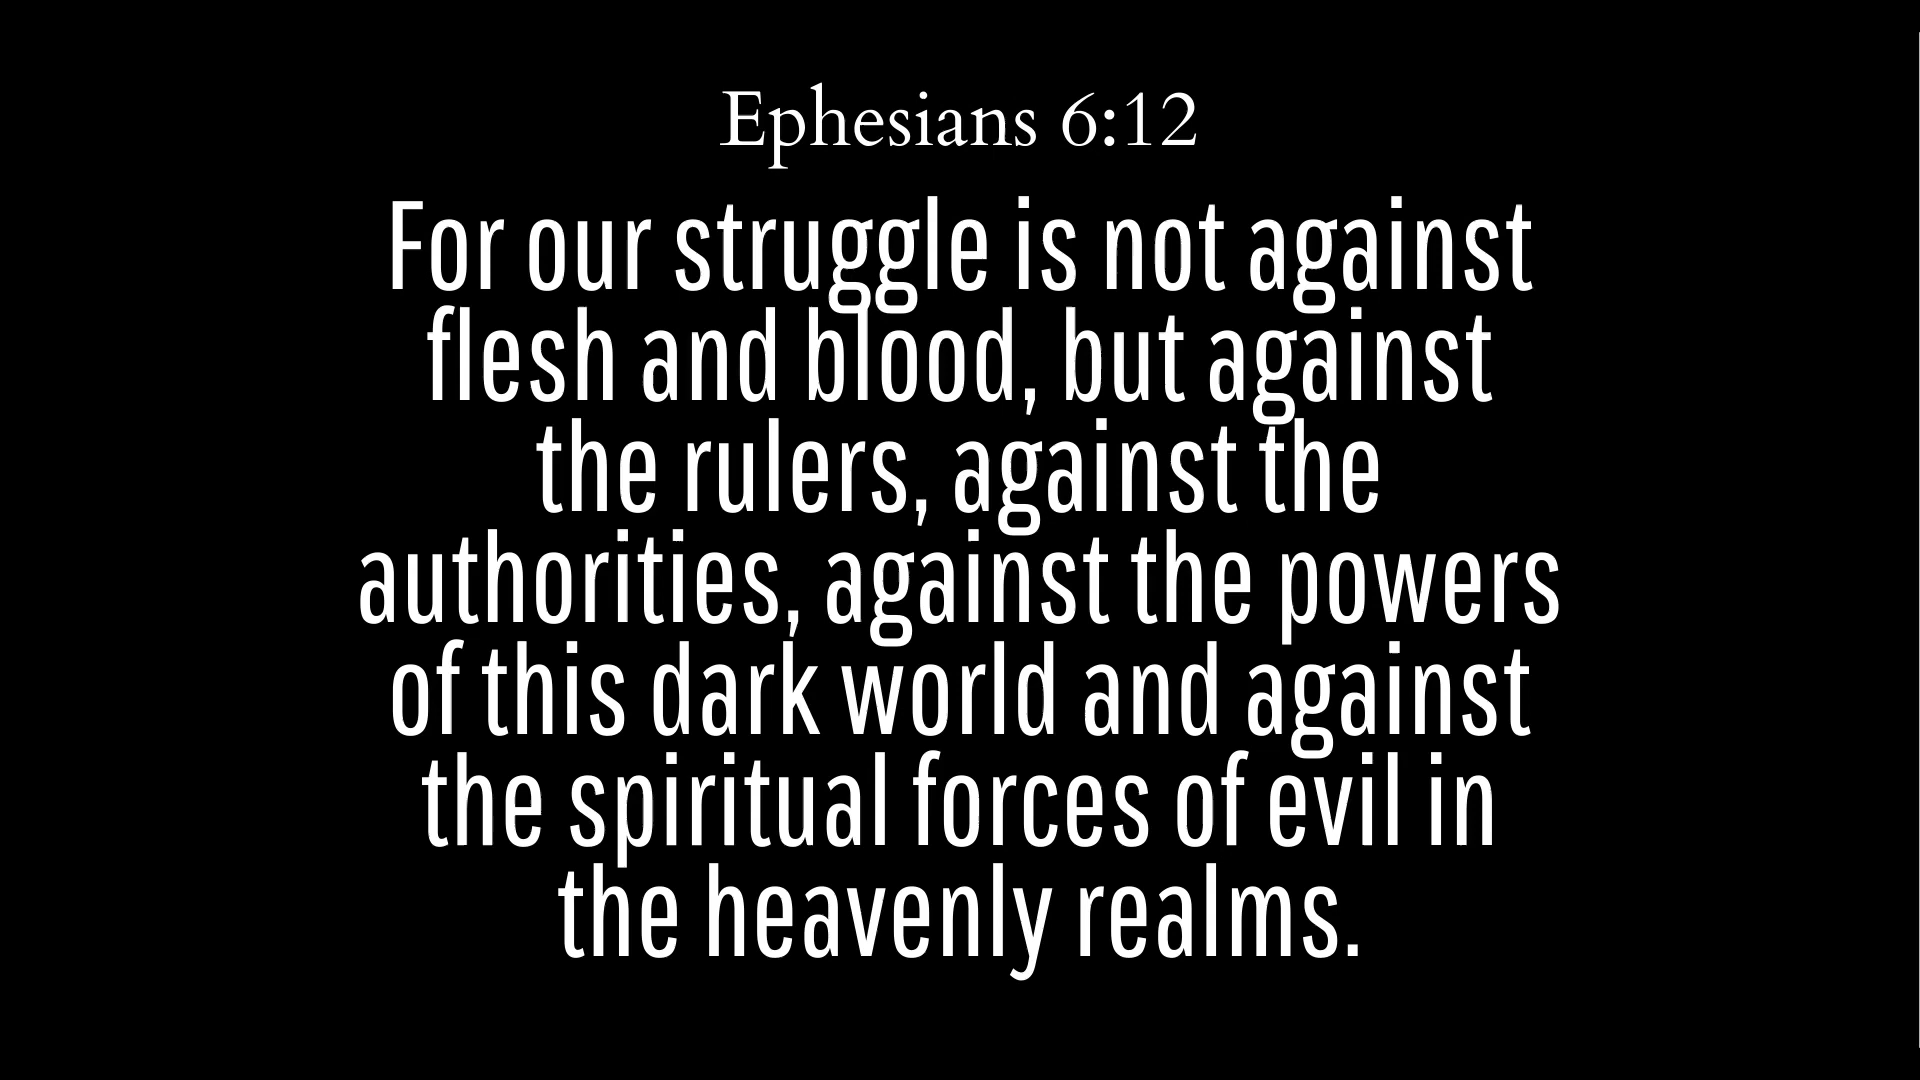 Ephesians 6:12
For our struggle is not against
flesh and blood, but against
the rulers, against the
authorities, against the powers
of this dark world and against
the spiritual forces of evil in
the heavenly realms.